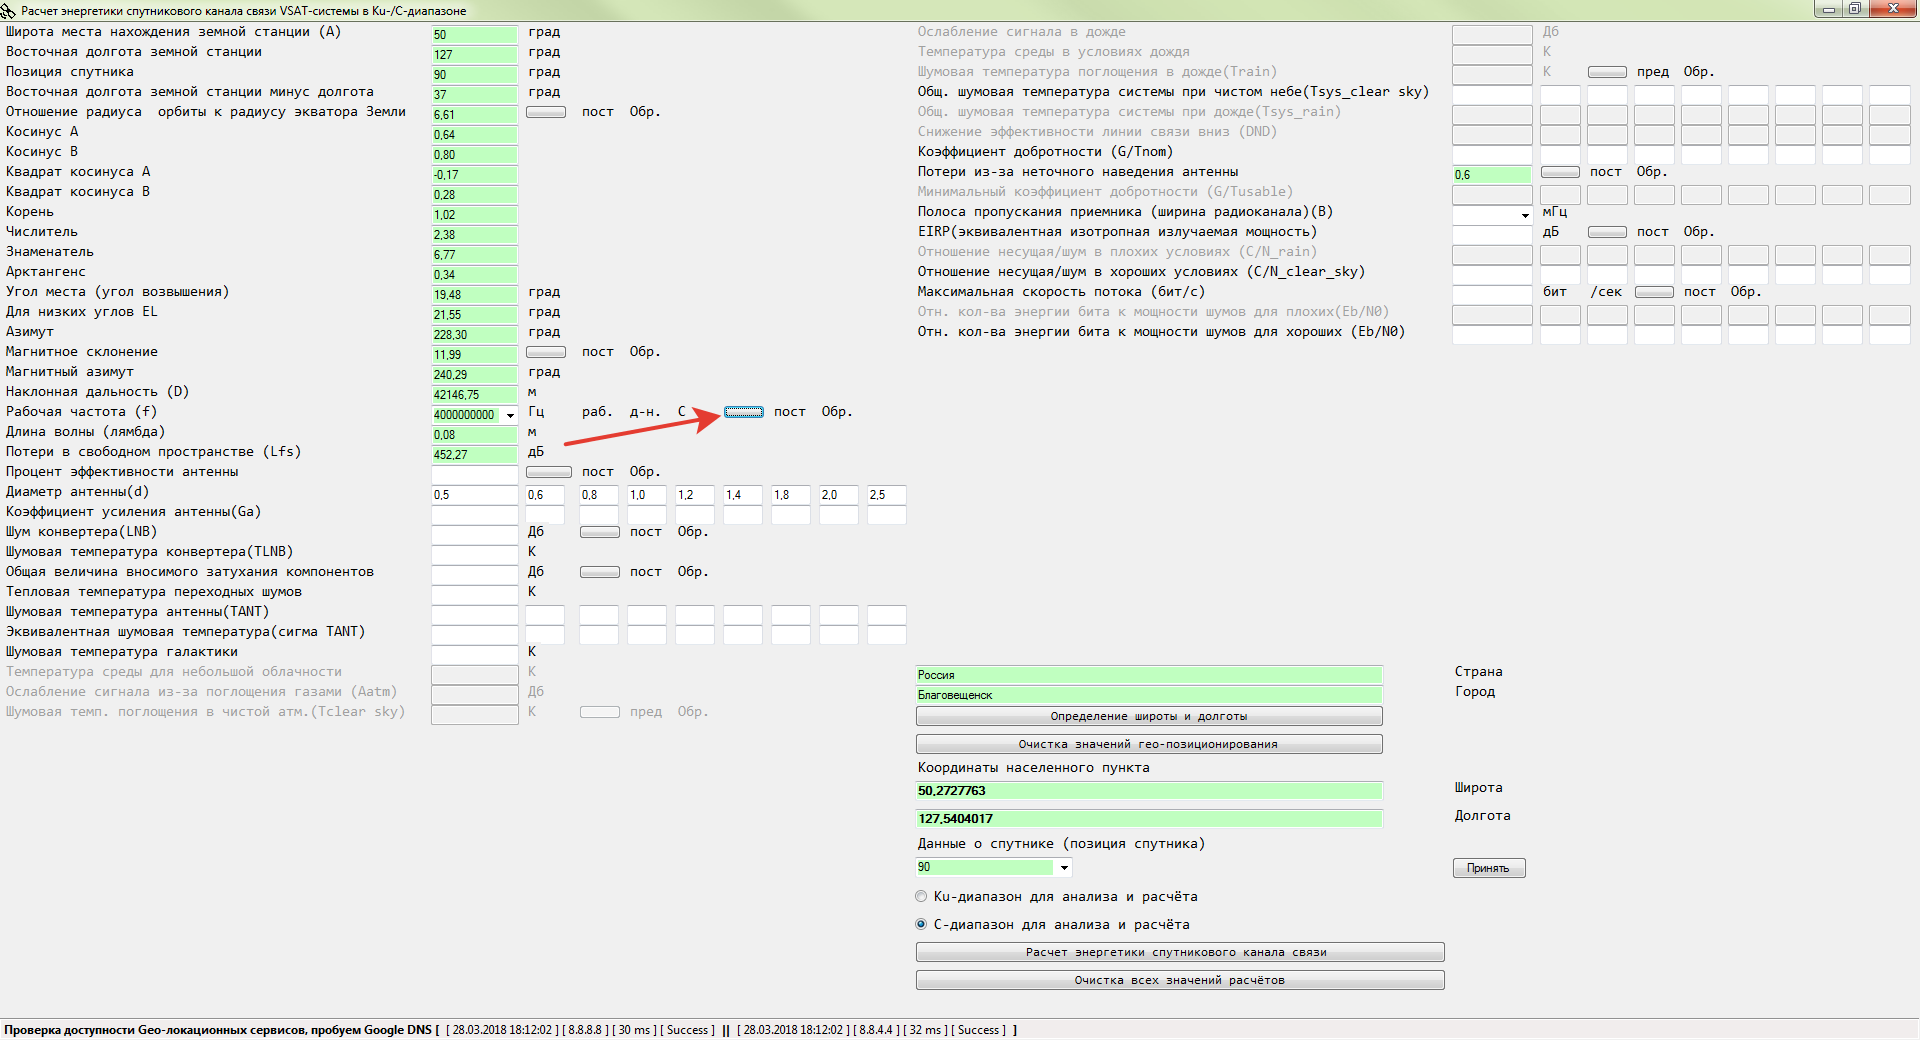 Расчет энергетики спутникового канала связи VSAT-системы в Ku-/C-диапазоне
Широта места нахождения земной станции (А) 50 град
Восточная долгота земной станции 127 град
Позиция спутника 90 град
Восточная долгота земной станции минус долгота 37 град
Отношение радиуса орбиты к радиусу экватора Земли 6,61 пост Обр.
Косинус А 0,64
Косинус В 0,80
Квадрат косинуса А -0,17
Квадрат косинуса В 0,28
Корень 1,02
Числитель 2,38
Знаменатель 6,77
Арктангенс 0,34
Угол места (угол возвышения) 19,48 град
Для низких углов EL 21,55 град
Азимут 228,30 град
Магнитное склонение 11,99 пост Обр.
Магнитный азимут 240,29 град
Наклонная дальность (D) 42146,75 м
Рабочая частота (f) 4000000000 Гц раб. д-н. С пост Обр.
Длина волны (лямбда) 0,08 м
Потери в свободном пространстве (Lfs) 452,27 дБ
Процент эффективности антенны пост Обр.
Диаметр антенны(d) 0,5 0,6 0,8 1,0 1,2 1,4 1,8 2,0 2,5
Коэффициент усиления антенны(Ga)
Шум конвертера(LNB) Дб пост Обр.
Шумовая температура конвертера(TLNB) К
Общая величина вносимого затухания компонентов Дб пост Обр.
Тепловая температура переходных шумов К
Шумовая температура антенны(TANT)
Эквивалентная шумовая температура(сигма TANT)
Шумовая температура галактики К
Температура среды для небольшой облачности К
Ослабление сигнала из-за поглощения газами (Aatm) Дб
Шумовая темп. поглощения в чистой атм.(Tclear sky) К пред Обр.
Ослабление сигнала в дожде Дб
Температура среды в условиях дождя К
Шумовая температура поглощения в дожде(Train) К пред Обр.
Общ. шумовая температура системы при чистом небе(Tsys_clear sky)
Общ. шумовая температура системы при дожде(Tsys_rain)
Снижение эффективности линии связи вниз (DND)
Коэффициент добротности (G/Tnom)
Потери из-за неточного наведения антенны 0,6 пост Обр.
Минимальный коэффициент добротности (G/Tusable)
Полоса пропускания приемника (ширина радиоканала)(B) мГц
EIRP(эквивалентная изотропная излучаемая мощность) дБ пост Обр.
Отношение несущая/шум в плохих условиях (C/N_rain)
Отношение несущая/шум в хороших условиях (C/N_clear_sky)
Максимальная скорость потока (бит/с) бит /сек пост Обр.
Отн. кол-ва энергии бита к мощности шумов для плохих(Eb/N0)
Отн. кол-ва энергии бита к мощности шумов для хороших (Eb/N0)
Россия Страна
Благовещенск Город
Определение широты и долготы
Очистка значений гео-позиционирования
Координаты населенного пункта
50,2727763 Широта
127,5404017 Долгота
Данные о спутнике (позиция спутника)
90 Принять
Ku-диапазон для анализа и расчёта
С-диапазон для анализа и расчёта
Расчет энергетики спутникового канала связи
Очистка всех значений расчётов
Проверка доступности Geo-локационных сервисов, пробуем Google DNS [ [ 28.03.2018 18:12:02 ] [ 8.8.8.8 ] [ 30 ms ] [ Success ] || [ 28.03.2018 18:12:02 ] [ 8.8.4.4 ] [ 32 ms ] [ Success ] ]